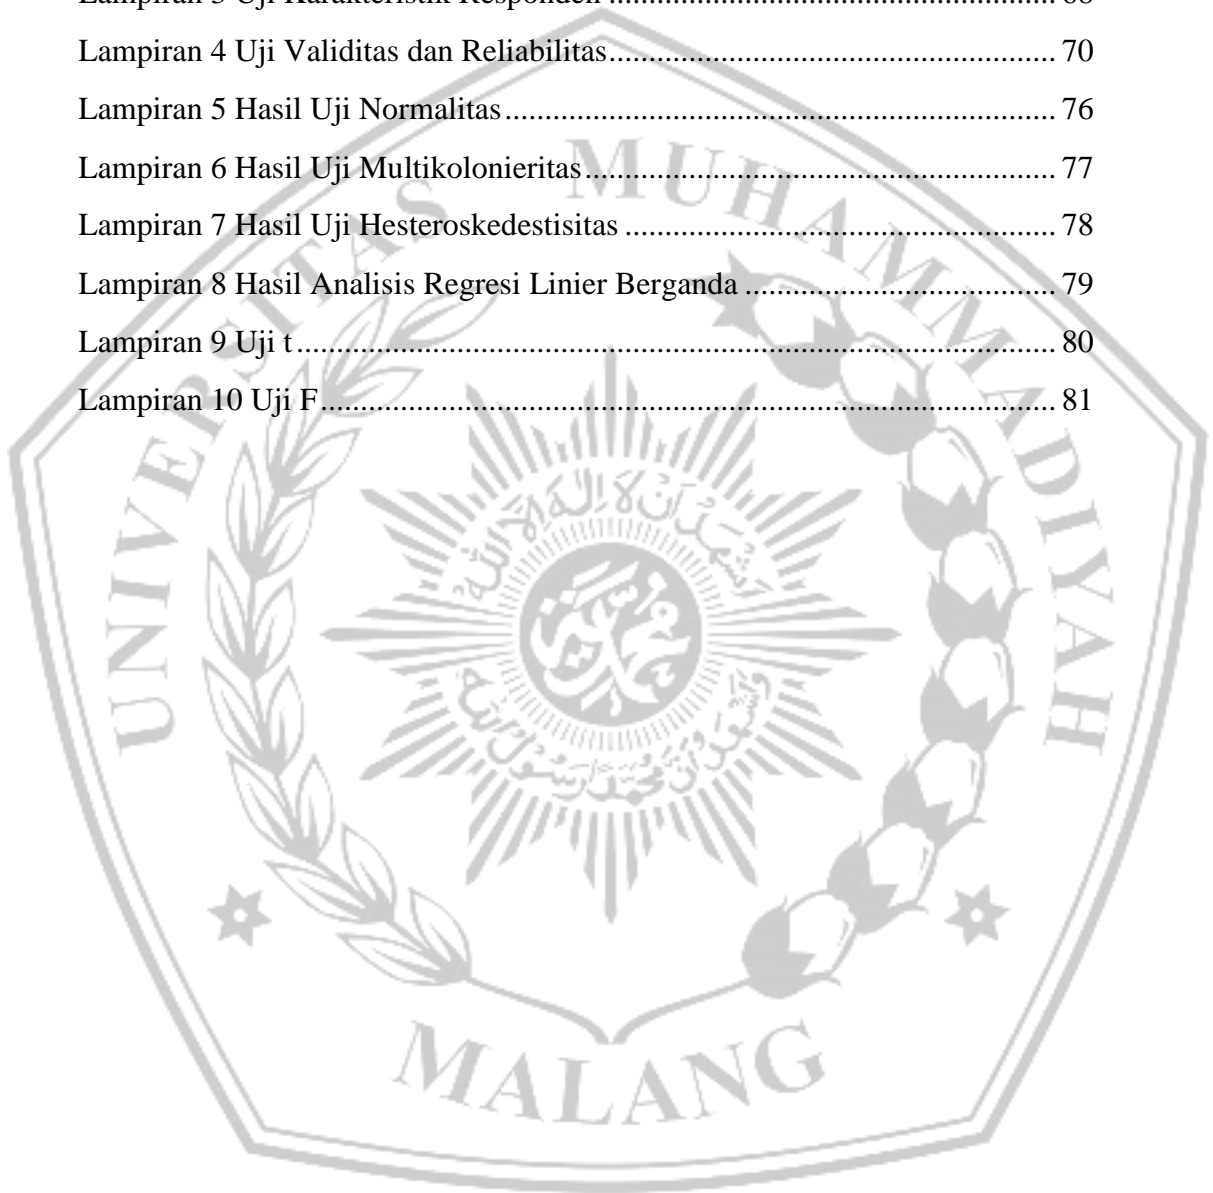 Lampiran 4 Uji Validitas dan Reliabilitas....................................................... 70
Lampiran 5 Hasil Uji Normalitas.................................................................... 76
Lampiran 6 Hasil Uji Multikolonieritas.......................................................... 77
Lampiran 7 Hasil Uji Hesteroskedestisitas ..................................................... 78
Lampiran 8 Hasil Analisis Regresi Linier Berganda ...................................... 79
Lampiran 9 Uji t.............................................................................................. 80
Lampiran 10 Uji F........................................................................................... 81
UNIVERSITAS MUHAMMADIYAH
MALANG